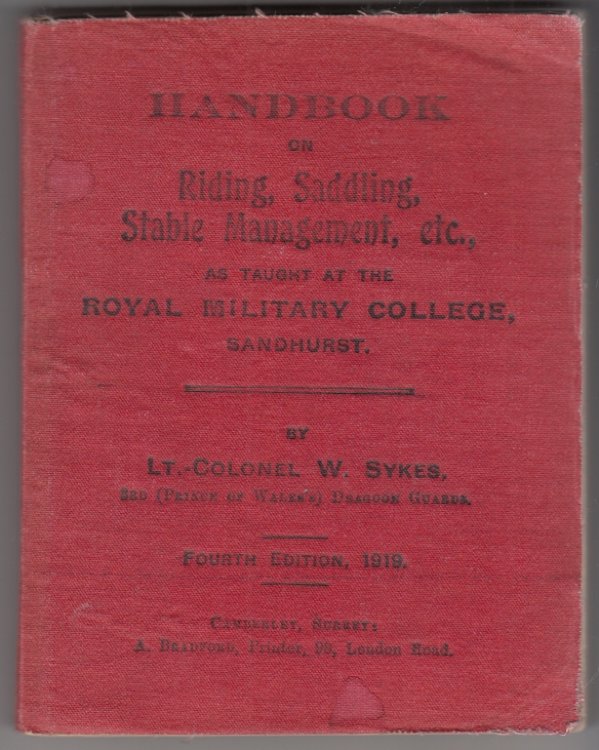 HANDBOOK
ON
Riding, Saddling,
Stable Management, etc.,
AS TAUGHT AT THE
ROYAL MILITARY COLLEGE,
SANDHURST.
BY
LT.-COLONEL W. SYKES,
3RD (PRINCE OF WALES'S) DRAGOON GUARDS.
FOURTH EDITION, 1919.
CAMBERLEY, SURREY:
A. BRADFORD, Printer, 99, London Road.